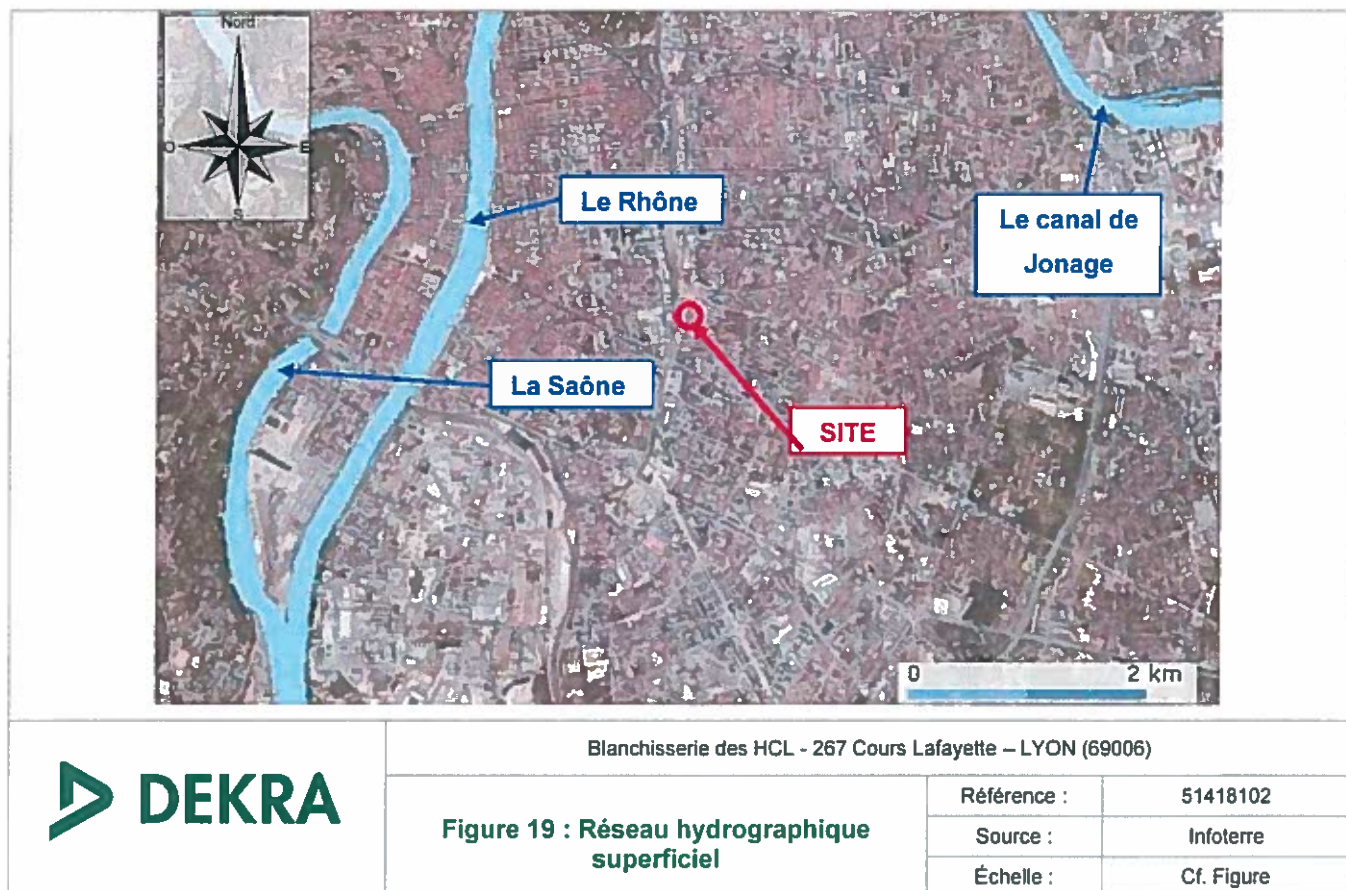 Nord
O
E
S
Le Rhône
Le canal de
Jonage
La Saône
SITE
0 2 km
DEKRA
Blanchisserie des HCL - 267 Cours Lafayette – LYON (69006)
Figure 19 : Réseau hydrographique
superficiel
Référence : 51418102
Source : Infoterre
Échelle : Cf. Figure